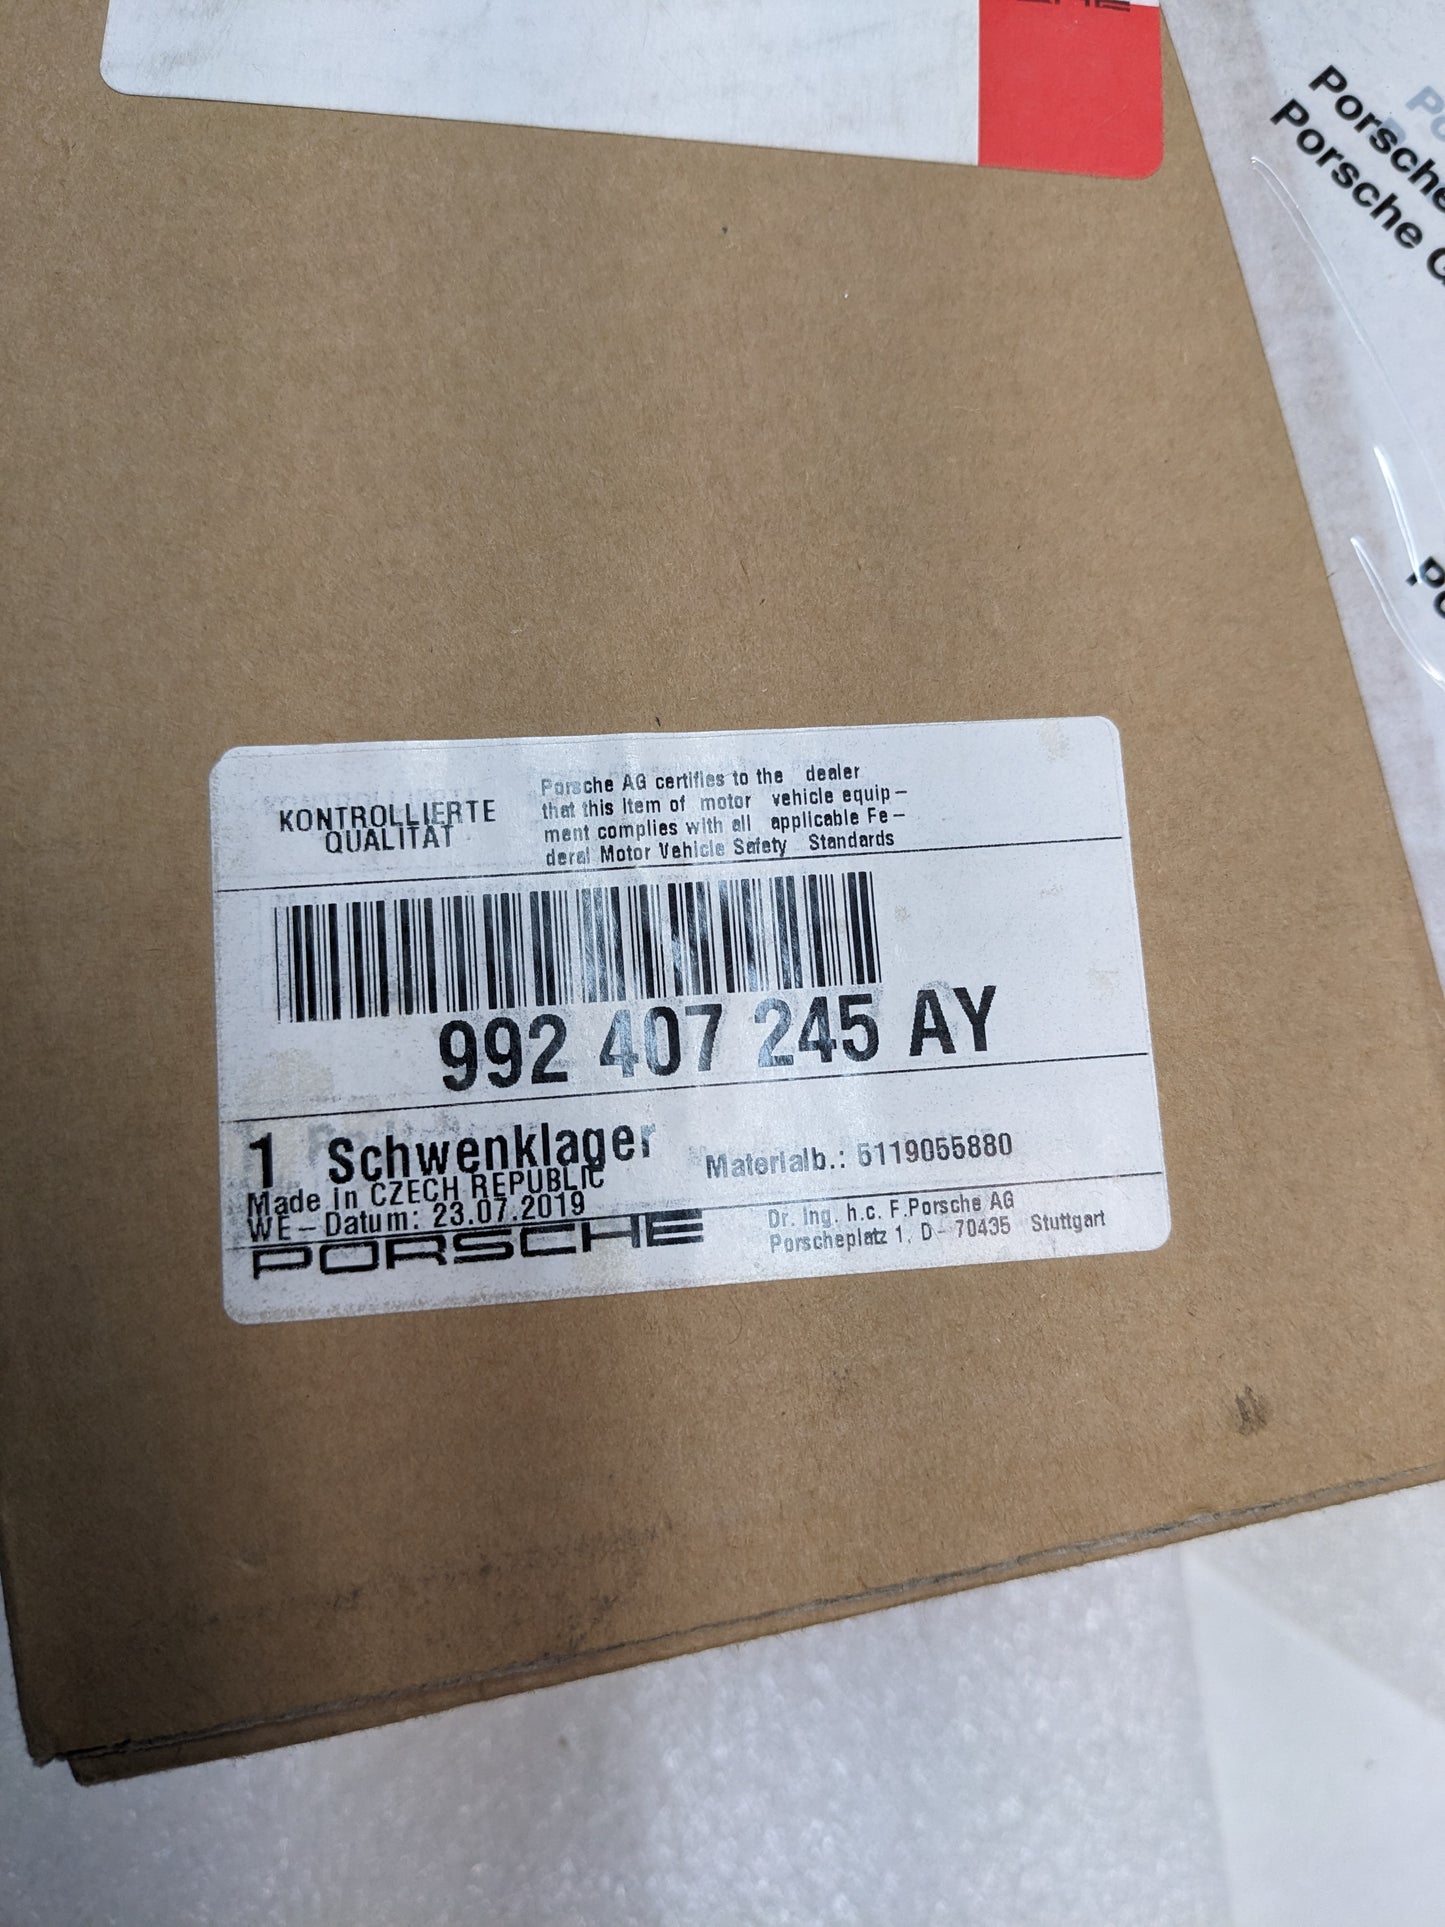 Porsche
Porsche
KONTROLLIERTE
QUALITÄT
Porsche AG certifies to the dealer
that this item of motor vehicle equip-
ment complies with all applicable Fe-
deral Motor Vehicle Safety Standards
992 407 245 AY
1 Schwenklager
Materialb.: 5119055880
Made in CZECH REPUBLIC
WE-Datum: 23.07.2019
PORSCHE
Dr. Ing. h.c. F.Porsche AG
Porscheplatz 1, D- 70435 Stuttgart